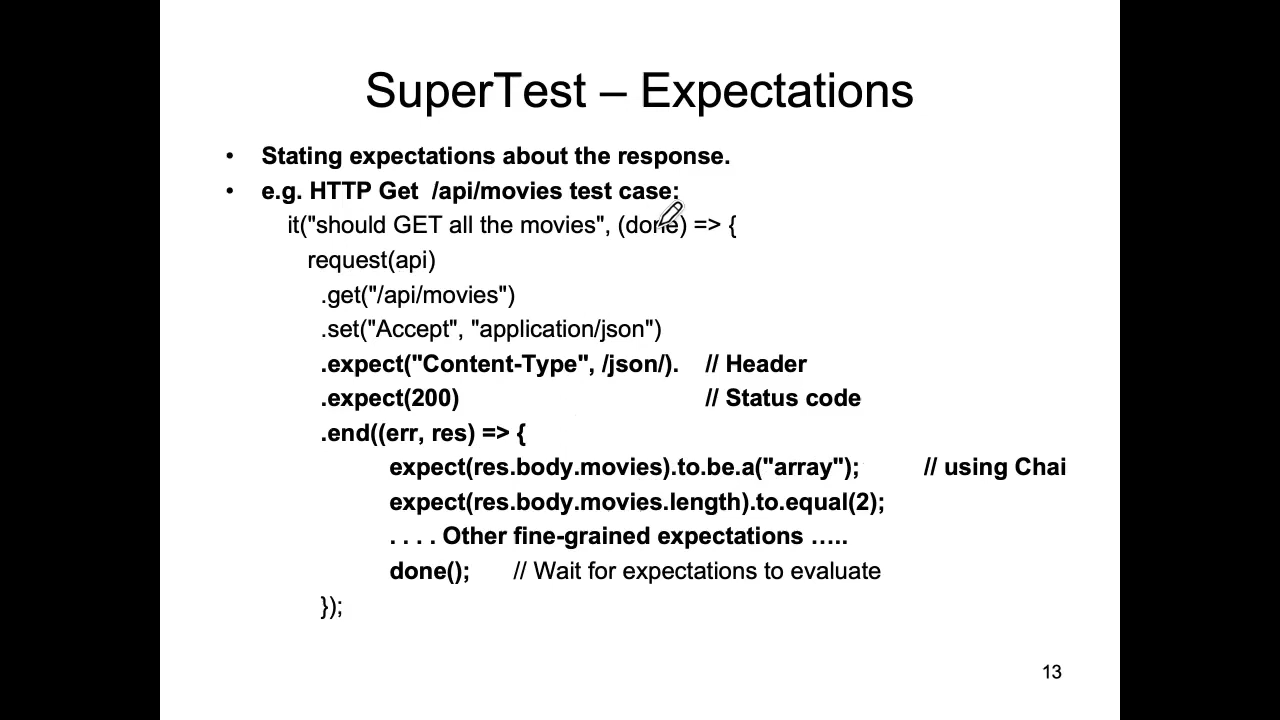 SuperTest – Expectations
• Stating expectations about the response.
• e.g. HTTP Get /api/movies test case:
it("should GET all the movies", (done) => {
request(api)
.get("/api/movies")
.set("Accept", "application/json")
.expect("Content-Type", /json/). // Header
.expect(200) // Status code
.end((err, res) => {
expect(res.body.movies).to.be.a("array"); // using Chai
expect(res.body.movies.length).to.equal(2);
. . . . Other fine-grained expectations …..
done(); // Wait for expectations to evaluate
});
13